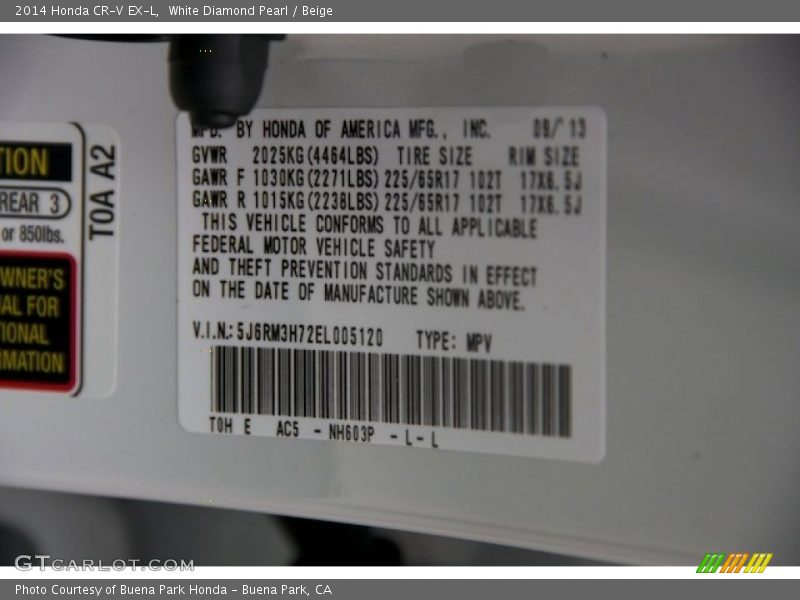 2014 Honda CR-V EX-L, White Diamond Pearl / Beige
MFD. BY HONDA OF AMERICA MFG., INC. 09/ 13
GVWR 2025KG(4464LBS) TIRE SIZE RIM SIZE
GAWR F 1030KG(2271LBS) 225/65R17 102T 17X6.5J
GAWR R 1015KG(2238LBS) 225/65R17 102T 17X6.5J
THIS VEHICLE CONFORMS TO ALL APPLICABLE
FEDERAL MOTOR VEHICLE SAFETY
AND THEFT PREVENTION STANDARDS IN EFFECT
ON THE DATE OF MANUFACTURE SHOWN ABOVE.
V.I.N.: 5J6RM3H72EL005120 TYPE: MPV
T0H E AC5 - NH603P - L- L
TION
REAR 3
or 850lbs.
T0A A2
WNER'S
AL FOR
TIONAL
RMATION
GTCARLOT.COM
Photo Courtesy of Buena Park Honda - Buena Park, CA